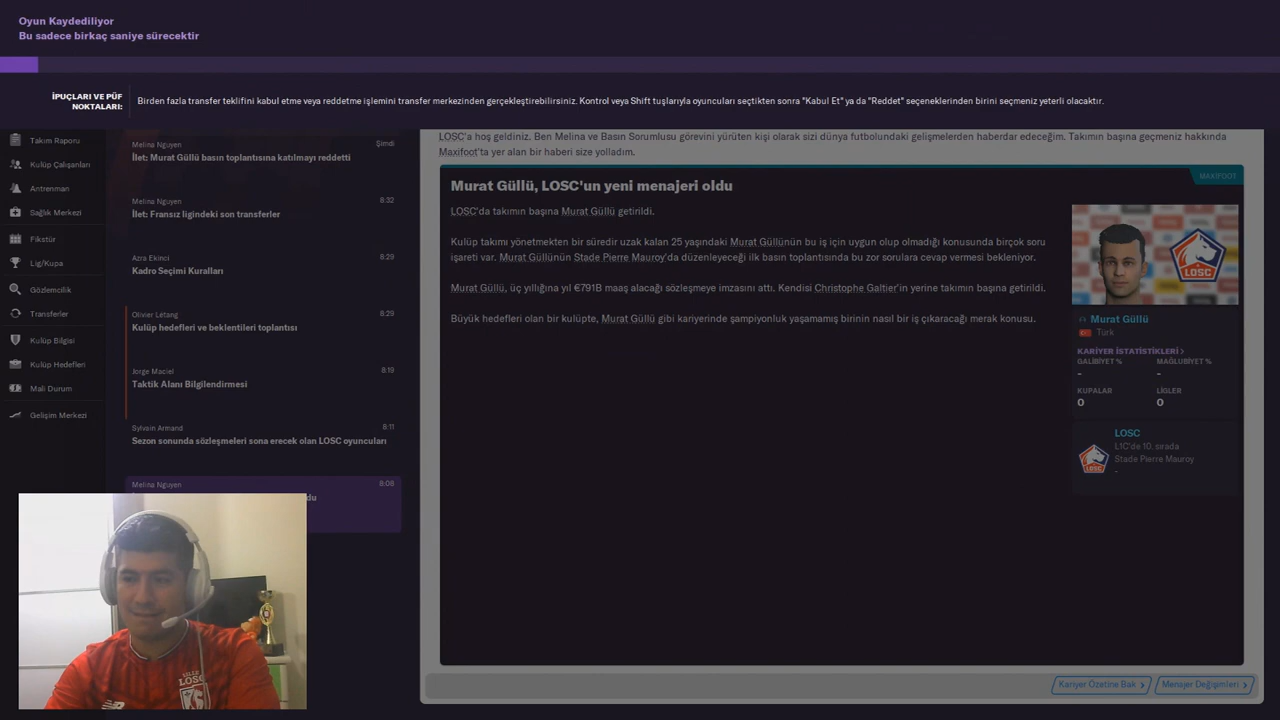 Oyun Kaydediliyor
Bu sadece birkaç saniye sürecektir
İPUÇLARI VE PÜF NOKTALARI:
Birden fazla transfer teklifini kabul etme veya reddetme işlemini transfer merkezinden gerçekleştirebilirsiniz. Kontrol veya Shift tuşlarıyla oyuncuları seçtikten sonra "Kabul Et" ya da "Reddet" seçeneklerinden birini seçmeniz yeterli olacaktır.
Takım Raporu
Kulüp Çalışanları
Antrenman
Sağlık Merkezi
Fikstür
Lig/Kupa
Gözlemcilik
Transferler
Kulüp Bilgisi
Kulüp Hedefleri
Mali Durum
Gelişim Merkezi
Melina Nguyen Şimdi
İlet: Murat Güllü basın toplantısına katılmayı reddetti
Melina Nguyen 8:32
İlet: Fransız ligindeki son transferler
Azra Ekinci 8:29
Kadro Seçimi Kuralları
Olivier Létang 8:29
Kulüp hedefleri ve beklentileri toplantısı
Jorge Maciel 8:19
Taktik Alanı Bilgilendirmesi
Sylvain Armand 8:11
Sezon sonunda sözleşmeleri sona erecek olan LOSC oyuncuları
Melina Nguyen 8:08
du
LOSC'a hoş geldiniz. Ben Melina ve Basın Sorumlusu görevini yürüten kişi olarak sizi dünya futbolundaki gelişmelerden haberdar edeceğim. Takımın başına geçmeniz hakkında
Maxifoot'ta yer alan bir haberi size yolladım.
MAXIFOOT
Murat Güllü, LOSC'un yeni menajeri oldu
LOSC'da takımın başına Murat Güllü getirildi.
Kulüp takımı yönetmekten bir süredir uzak kalan 25 yaşındaki Murat Güllünün bu iş için uygun olup olmadığı konusunda birçok soru
işareti var. Murat Güllünün Stade Pierre Mauroy'da düzenleyeceği ilk basın toplantısında bu zor sorulara cevap vermesi bekleniyor.
Murat Güllü, üç yıllığına yıl €791B maaş alacağı sözleşmeye imzasını attı. Kendisi Christophe Galtier'in yerine takımın başına getirildi.
Büyük hedefleri olan bir kulüpte, Murat Güllü gibi kariyerinde şampiyonluk yaşamamış birinin nasıl bir iş çıkaracağı merak konusu.
LOSC
Murat Güllü
Türk
KARİYER İSTATİSTİKLERİ >
GALİBİYET % MAĞLUBİYET %
- -
KUPALAR LİGLER
0 0
LOSC
L1C'de 10. sırada
Stade Pierre Mauroy
-
LOSC
Kariyer Özetine Bak >
Menajer Değişimleri >
LILLE
LOSC